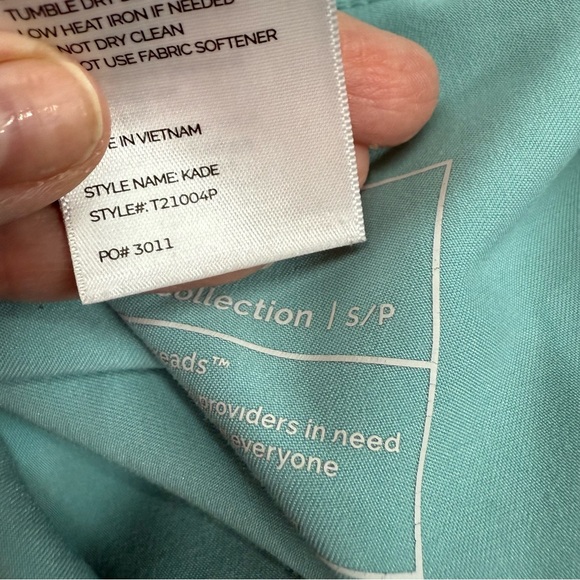 TUMBLE DRY
LOW HEAT IRON IF NEEDED
NOT DRY CLEAN
NOT USE FABRIC SOFTENER
E IN VIETNAM
STYLE NAME: KADE
STYLE#: T21004P
PO# 3011
ollection | S/P
eads™
providers in need
everyone